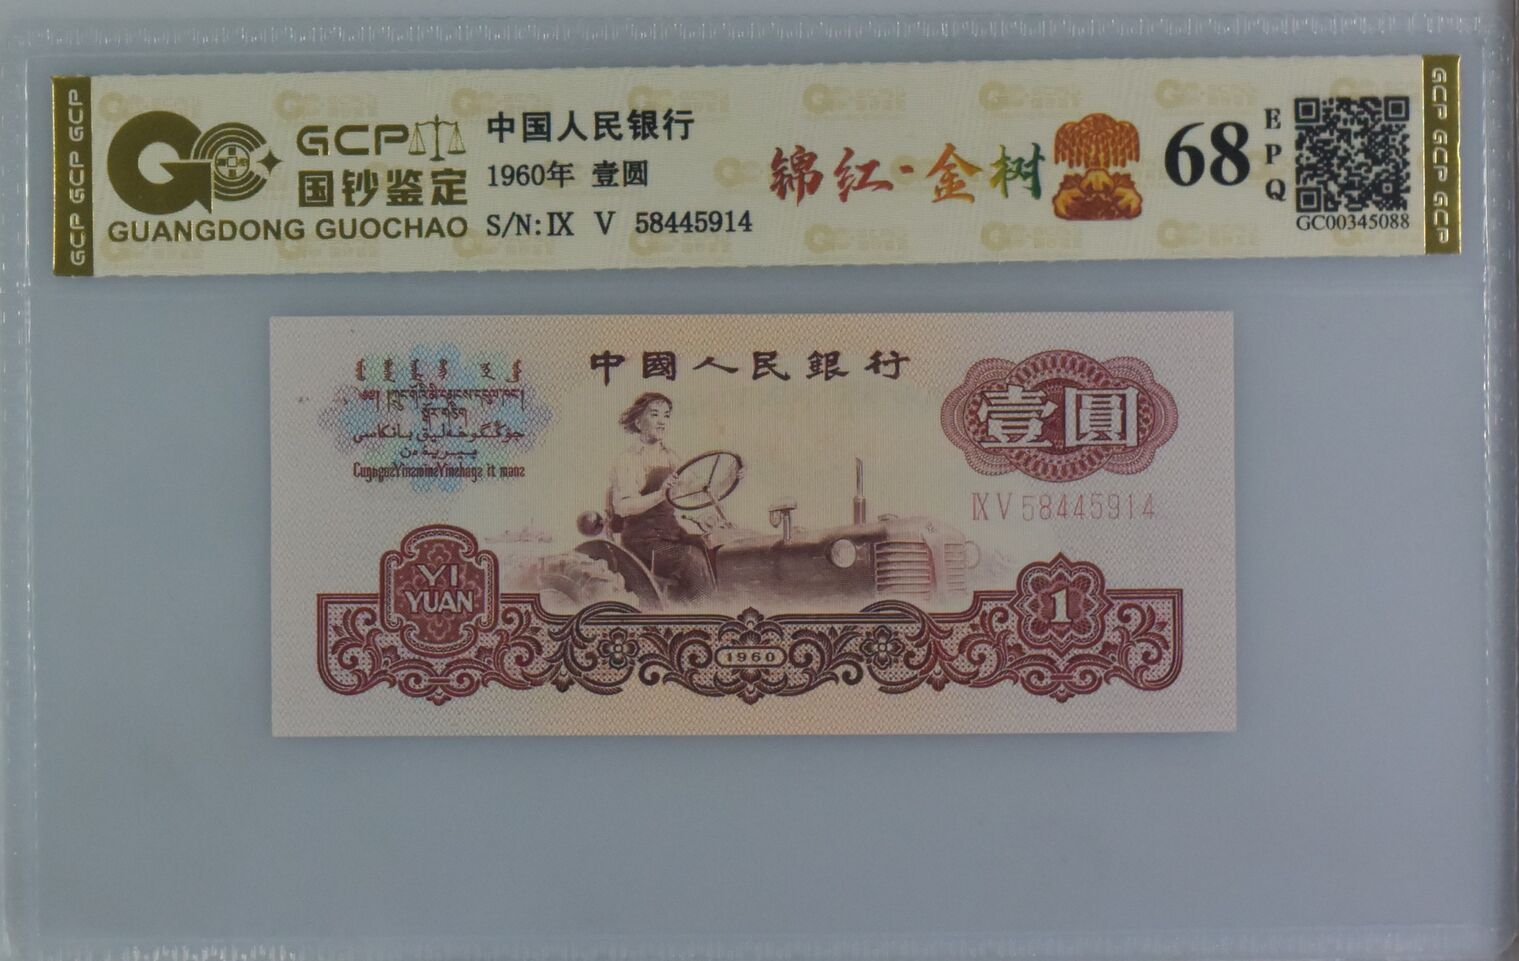 GCP GCP GCP
GCP
国钞鉴定
GUANGDONG GUOCHAO
中国人民银行
1960年 壹圆
S/N: IX V 58445914
锦红·金树
68
EPQ
GC00345088
GCP GCP GCP
中國人民銀行
壹圓
IX V 58445914
YI
YUAN
1
1960